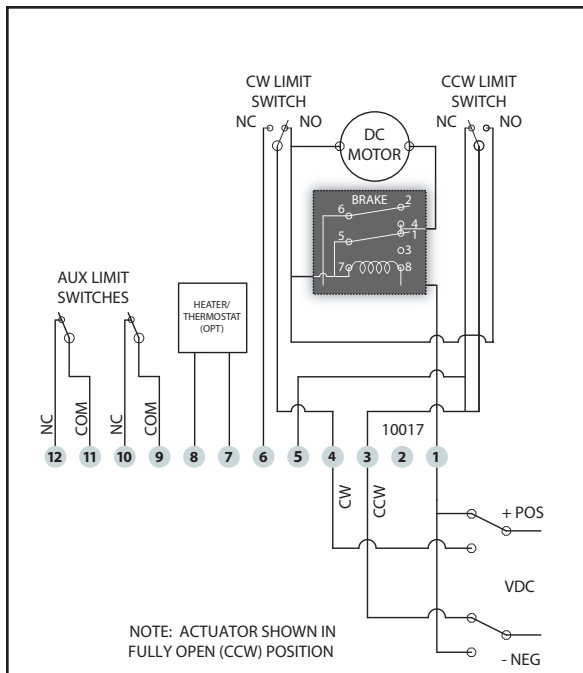 CW LIMIT
SWITCH
NC NO
CCW LIMIT
SWITCH
NC NO
DC
MOTOR
BRAKE
2
6
4
1
5
3
7 8
AUX LIMIT
SWITCHES
HEATER/
THERMOSTAT
(OPT)
NC COM NC COM
10017
12 11 10 9 8 7 6 5 4 3 2 1
CW CCW
+ POS
VDC
- NEG
NOTE: ACTUATOR SHOWN IN
FULLY OPEN (CCW) POSITION